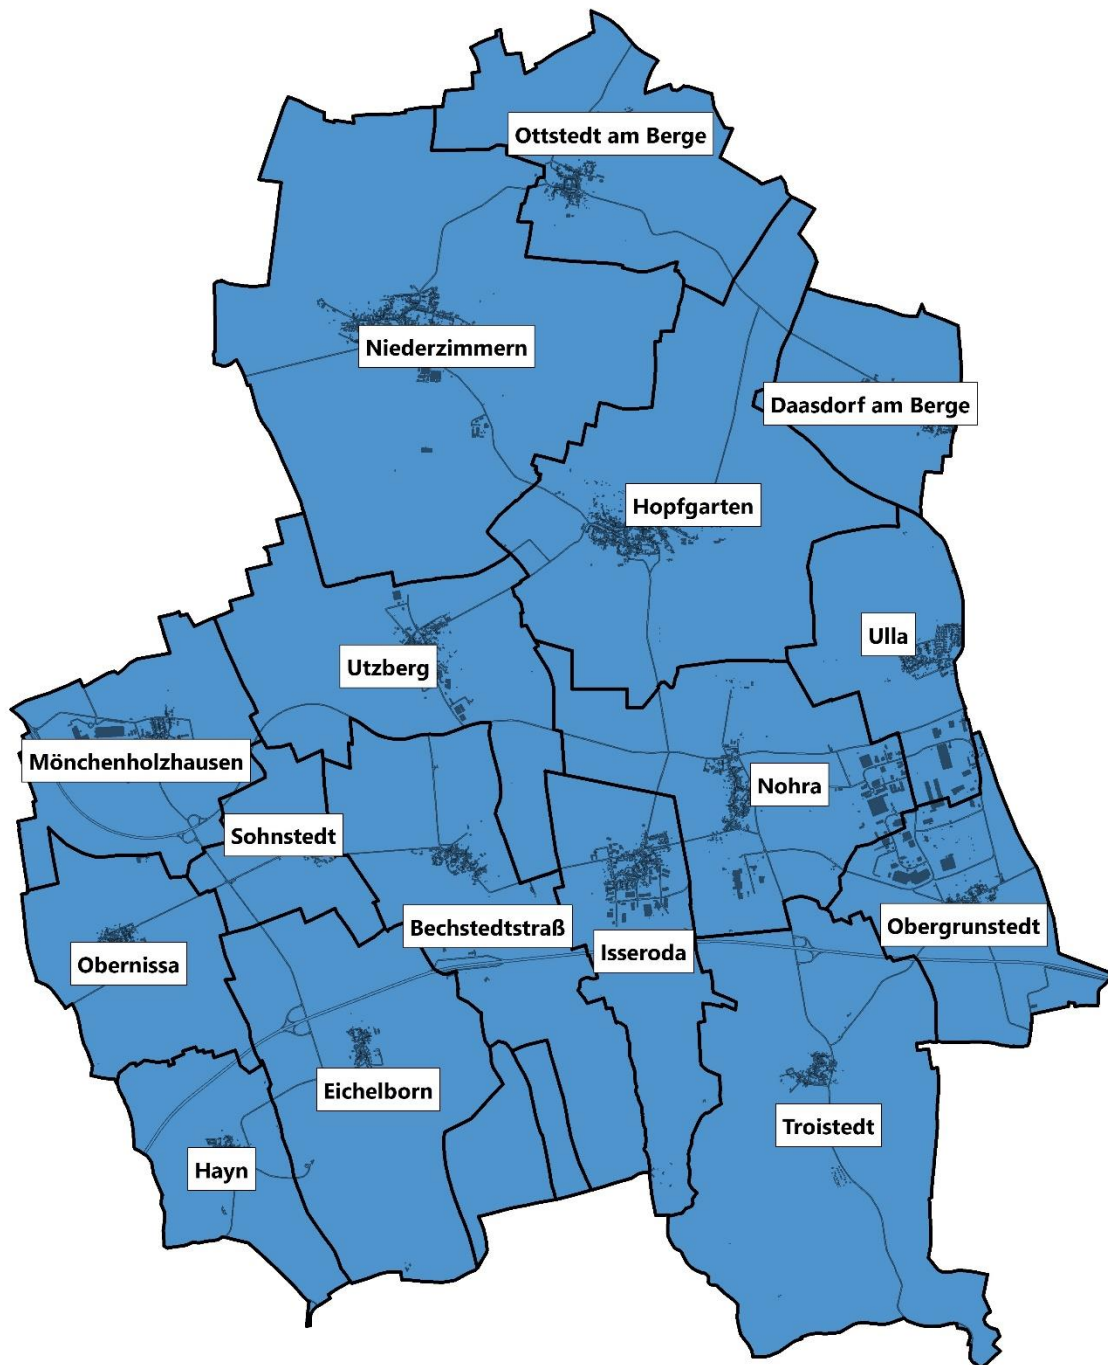 Ottstedt am Berge
Niederzimmern
Daasdorf am Berge
Hopfgarten
Ulla
Utzberg
Mönchenholzhausen
Nohra
Sohnstedt
Bechstedtstraß
Obergrunstedt
Isseroda
Obernissa
Eichelborn
Troistedt
Hayn